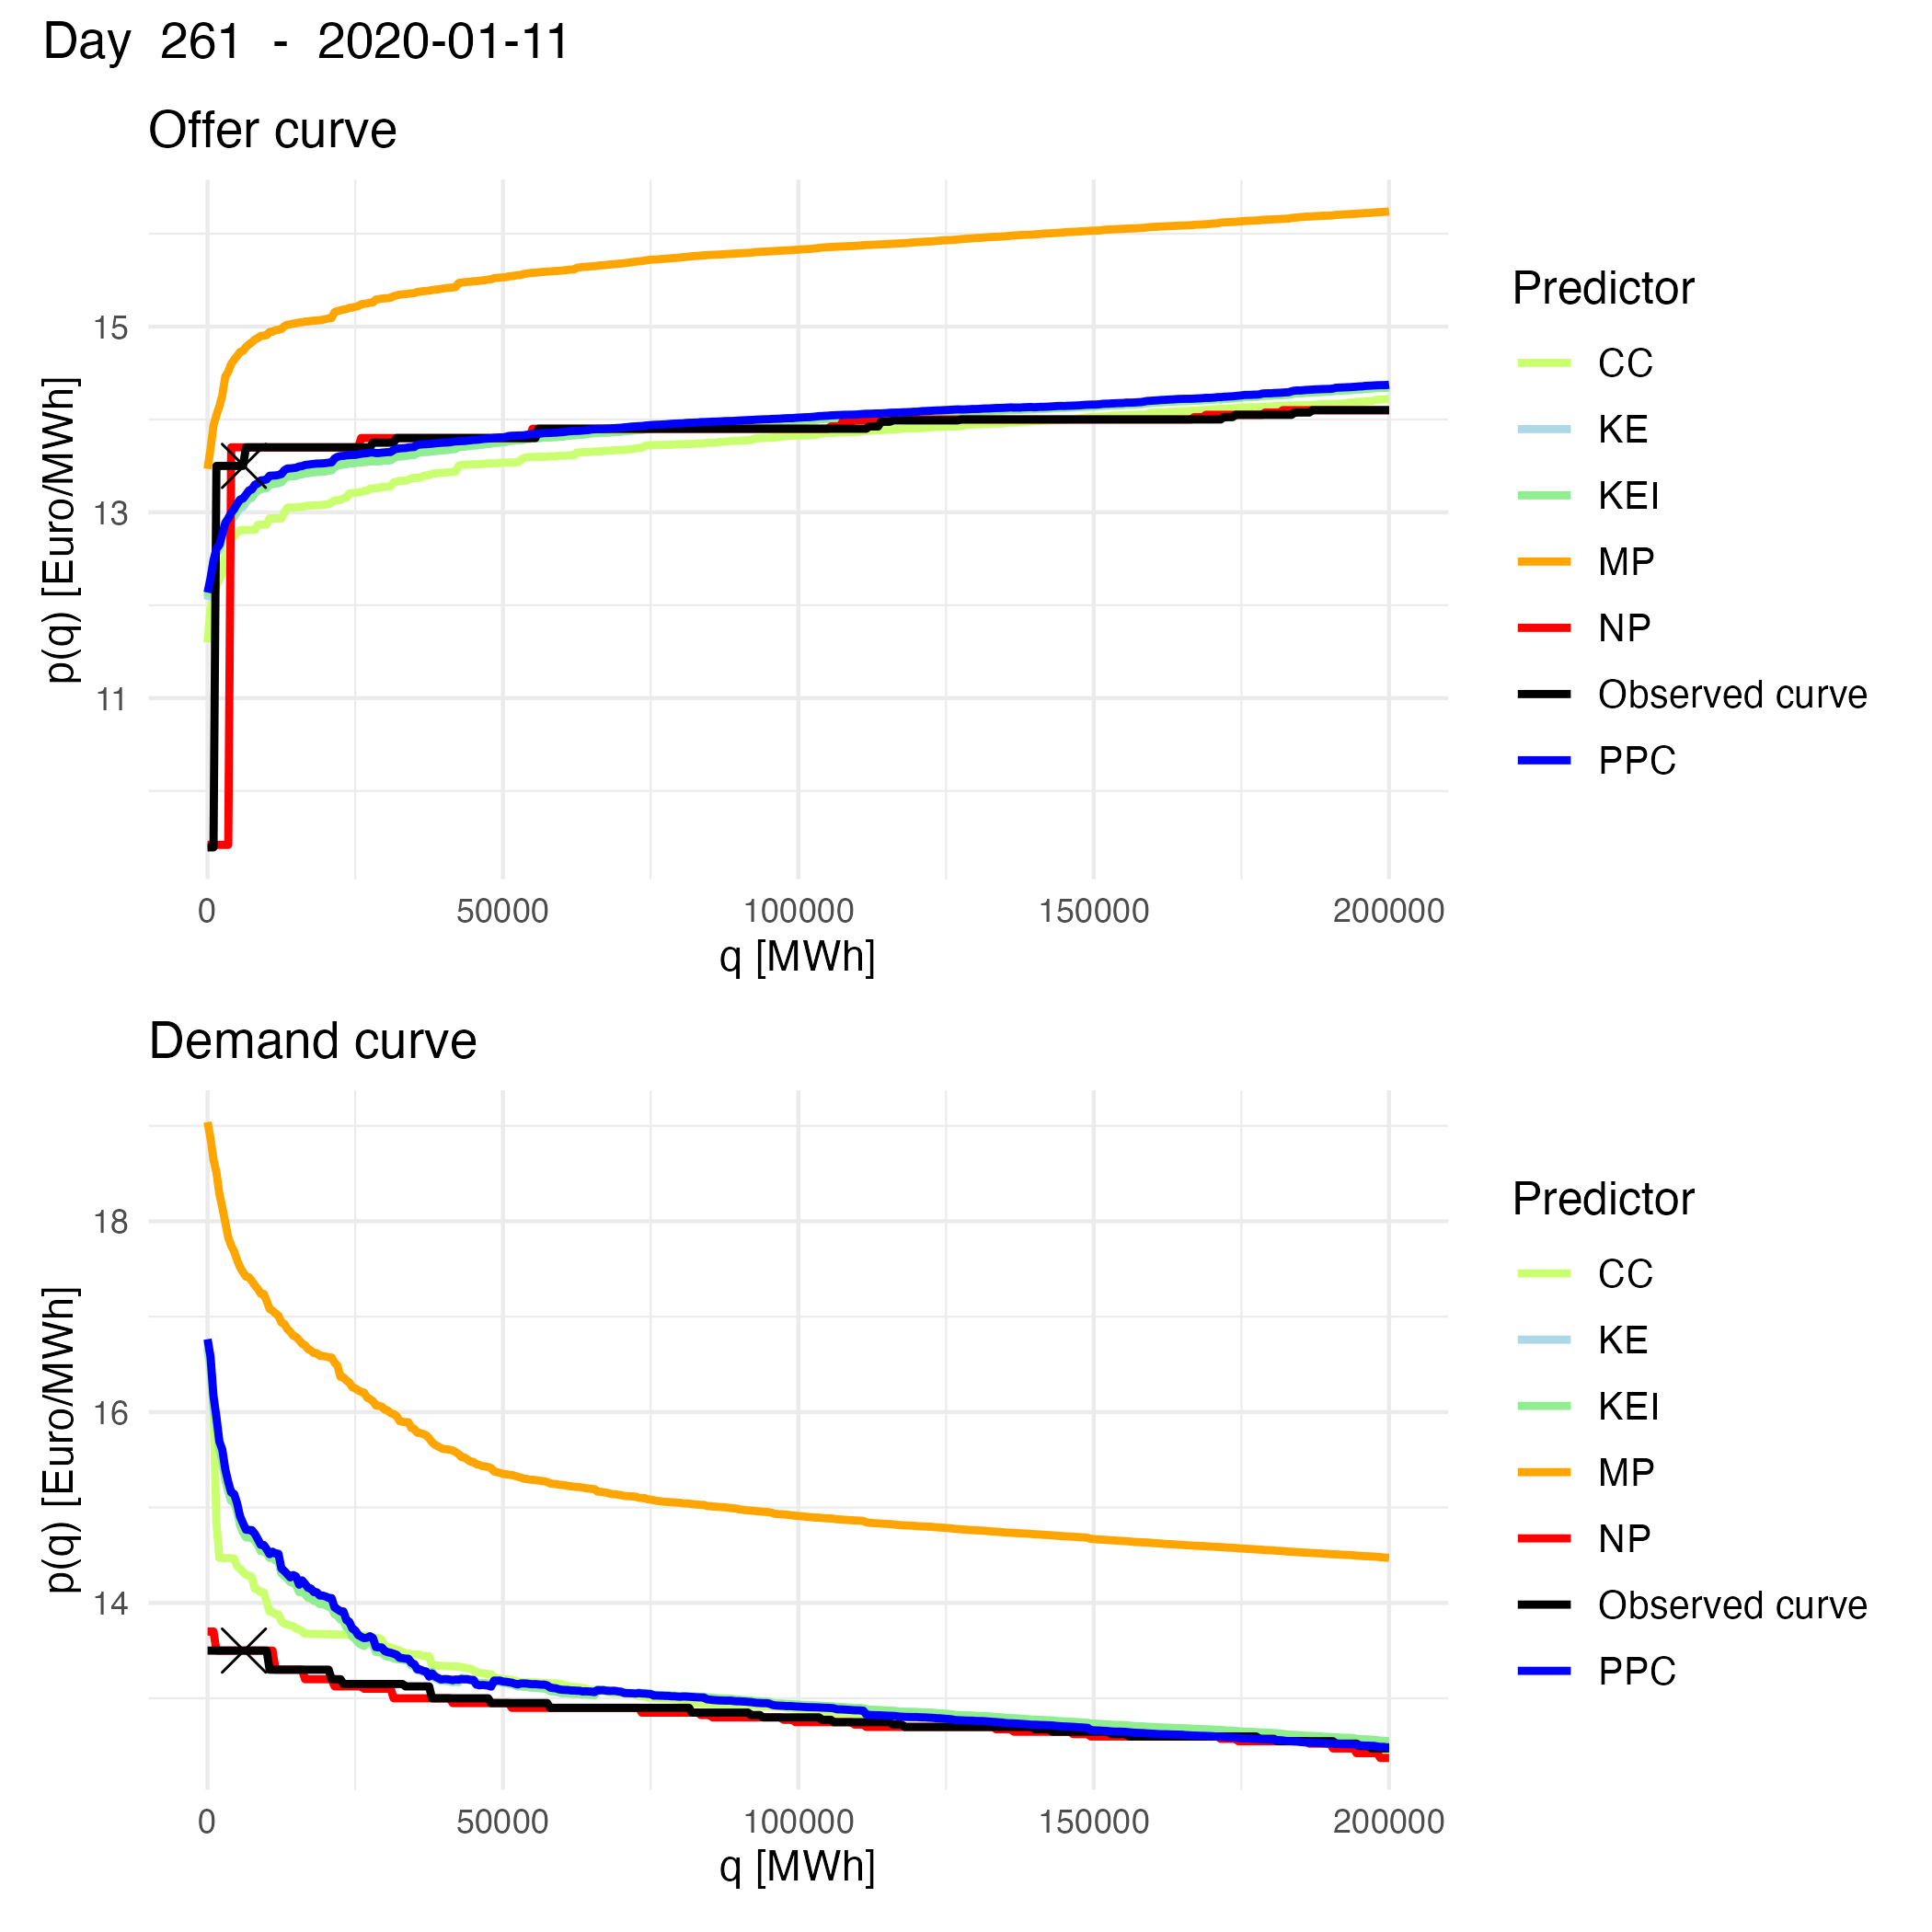 Day 261 - 2020-01-11
Offer curve
15
13
11
p(q) [Euro/MWh]
0 50000 100000 150000 200000
q [MWh]
Predictor
CC
KE
KEI
MP
NP
Observed curve
PPC
Demand curve
18
16
14
p(q) [Euro/MWh]
0 50000 100000 150000 200000
q [MWh]
Predictor
CC
KE
KEI
MP
NP
Observed curve
PPC